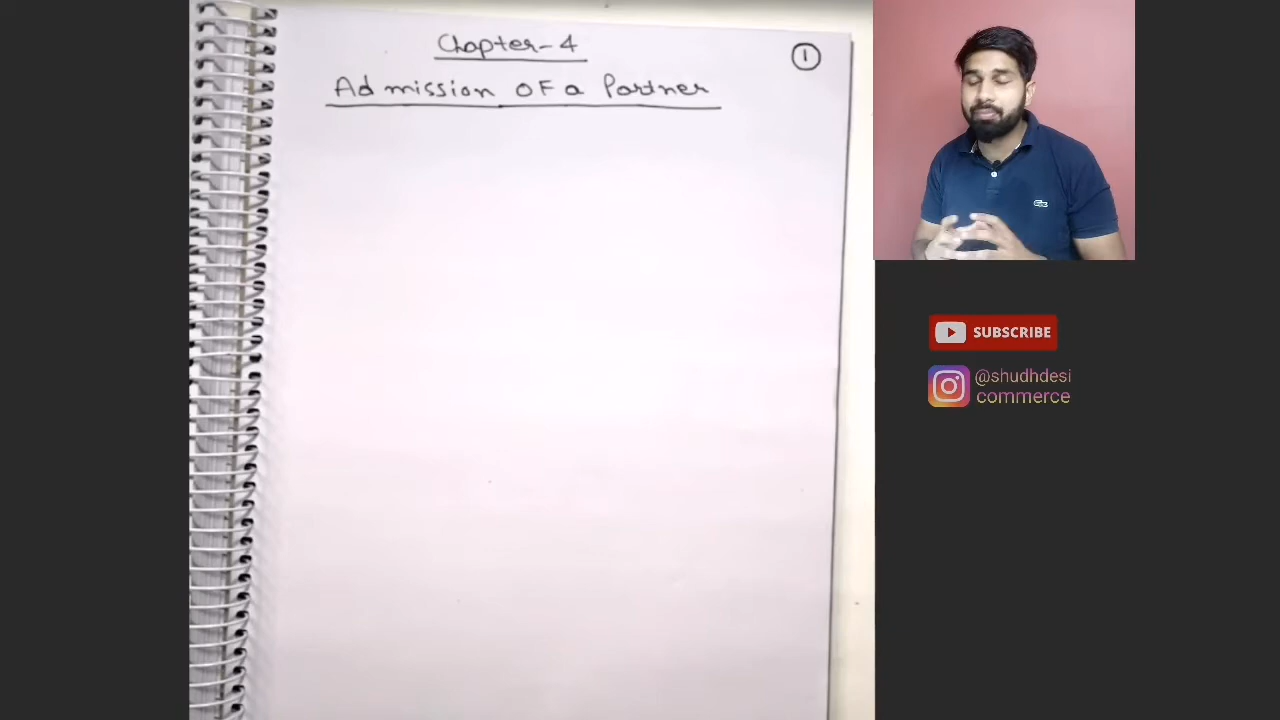 Chapter-4
1
Admission OF a Partner
SUBSCRIBE
@shudhdesi
commerce